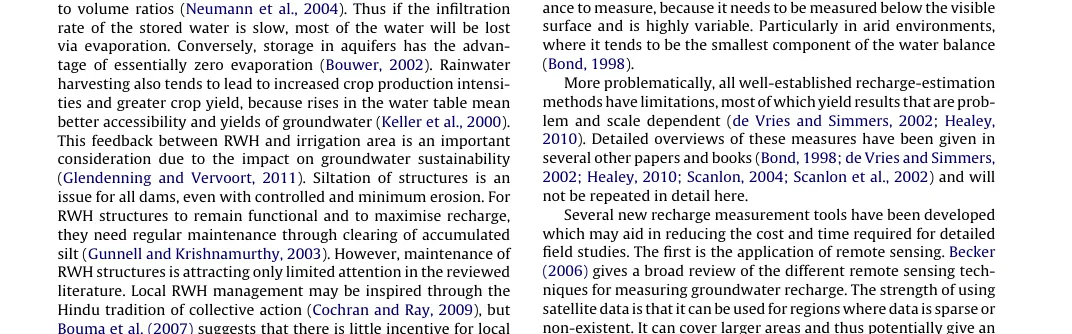 to volume ratios (Neumann et al., 2004). Thus if the infiltration
rate of the stored water is slow, most of the water will be lost
via evaporation. Conversely, storage in aquifers has the advan-
tage of essentially zero evaporation (Bouwer, 2002). Rainwater
harvesting also tends to lead to increased crop production intensi-
ties and greater crop yield, because rises in the water table mean
better accessibility and yields of groundwater (Keller et al., 2000).
This feedback between RWH and irrigation area is an important
consideration due to the impact on groundwater sustainability
(Glendenning and Vervoort, 2011). Siltation of structures is an
issue for all dams, even with controlled and minimum erosion. For
RWH structures to remain functional and to maximise recharge,
they need regular maintenance through clearing of accumulated
silt (Gunnell and Krishnamurthy, 2003). However, maintenance of
RWH structures is attracting only limited attention in the reviewed
literature. Local RWH management may be inspired through the
Hindu tradition of collective action (Cochran and Ray, 2009), but
Bouma et al. (2007) suggests that there is little incentive for local
ance to measure, because it needs to be measured below the visible
surface and is highly variable. Particularly in arid environments,
where it tends to be the smallest component of the water balance
(Bond, 1998).
More problematically, all well-established recharge-estimation
methods have limitations, most of which yield results that are prob-
lem and scale dependent (de Vries and Simmers, 2002; Healey,
2010). Detailed overviews of these measures have been given in
several other papers and books (Bond, 1998; de Vries and Simmers,
2002; Healey, 2010; Scanlon, 2004; Scanlon et al., 2002) and will
not be repeated in detail here.
Several new recharge measurement tools have been developed
which may aid in reducing the cost and time required for detailed
field studies. The first is the application of remote sensing. Becker
(2006) gives a broad review of the different remote sensing tech-
niques for measuring groundwater recharge. The strength of using
satellite data is that it can be used for regions where data is sparse or
non-existent. It can cover larger areas and thus potentially give an